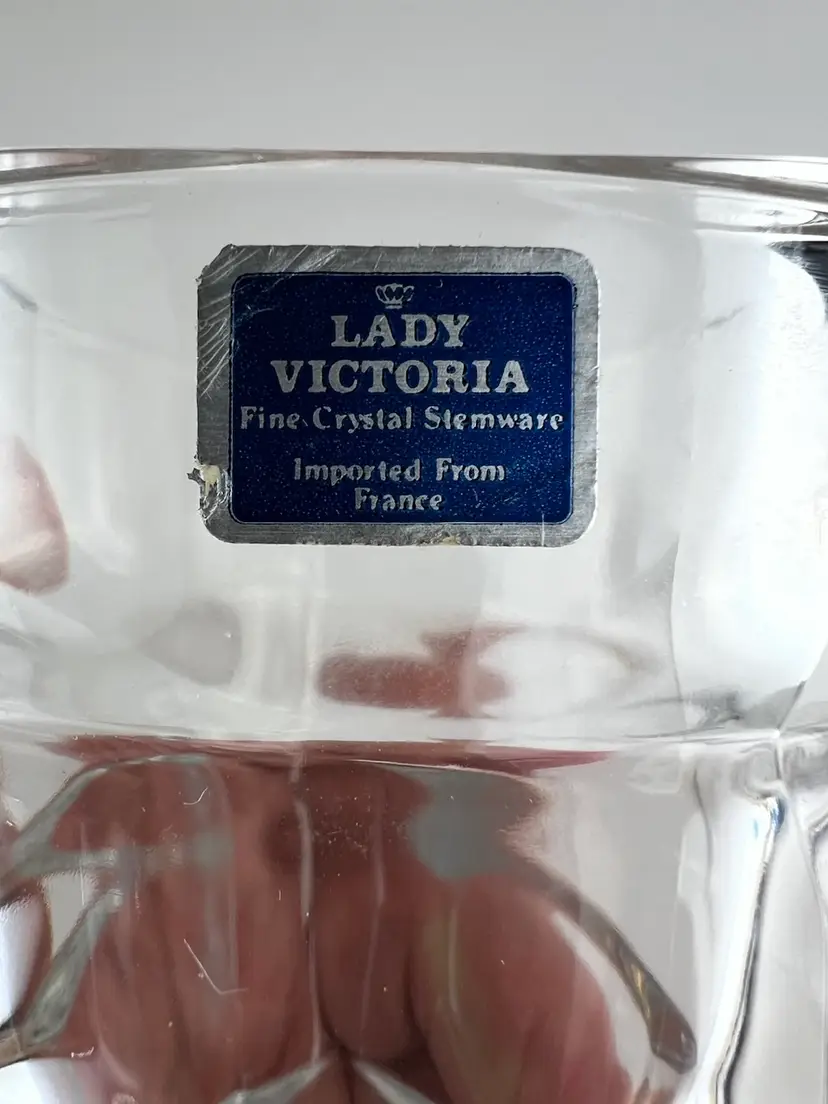 LADY
VICTORIA
Fine Crystal Stemware
Imported From
France